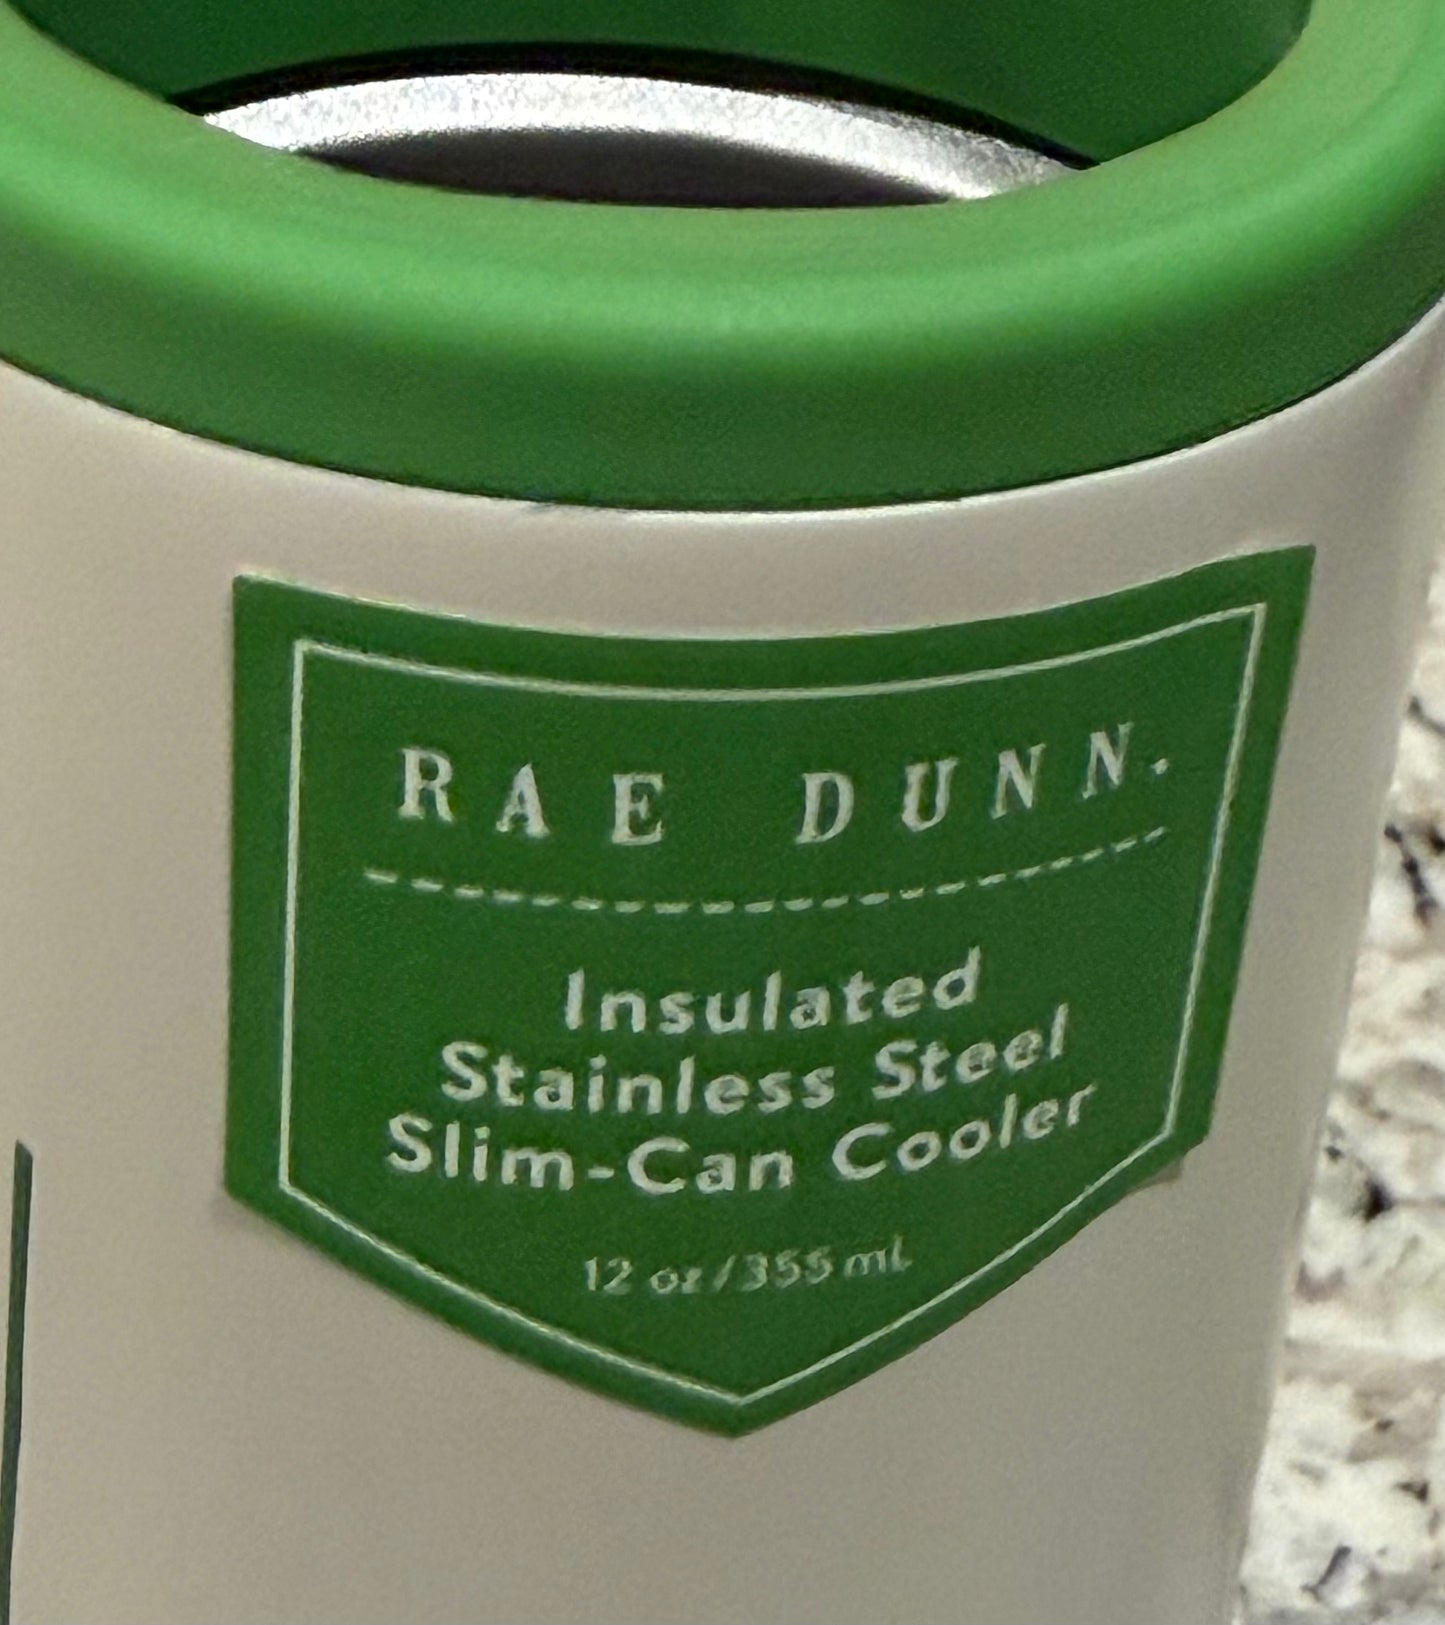 RAE DUNN.
Insulated
Stainless Steel
Slim-Can Cooler
12 oz/355 mL